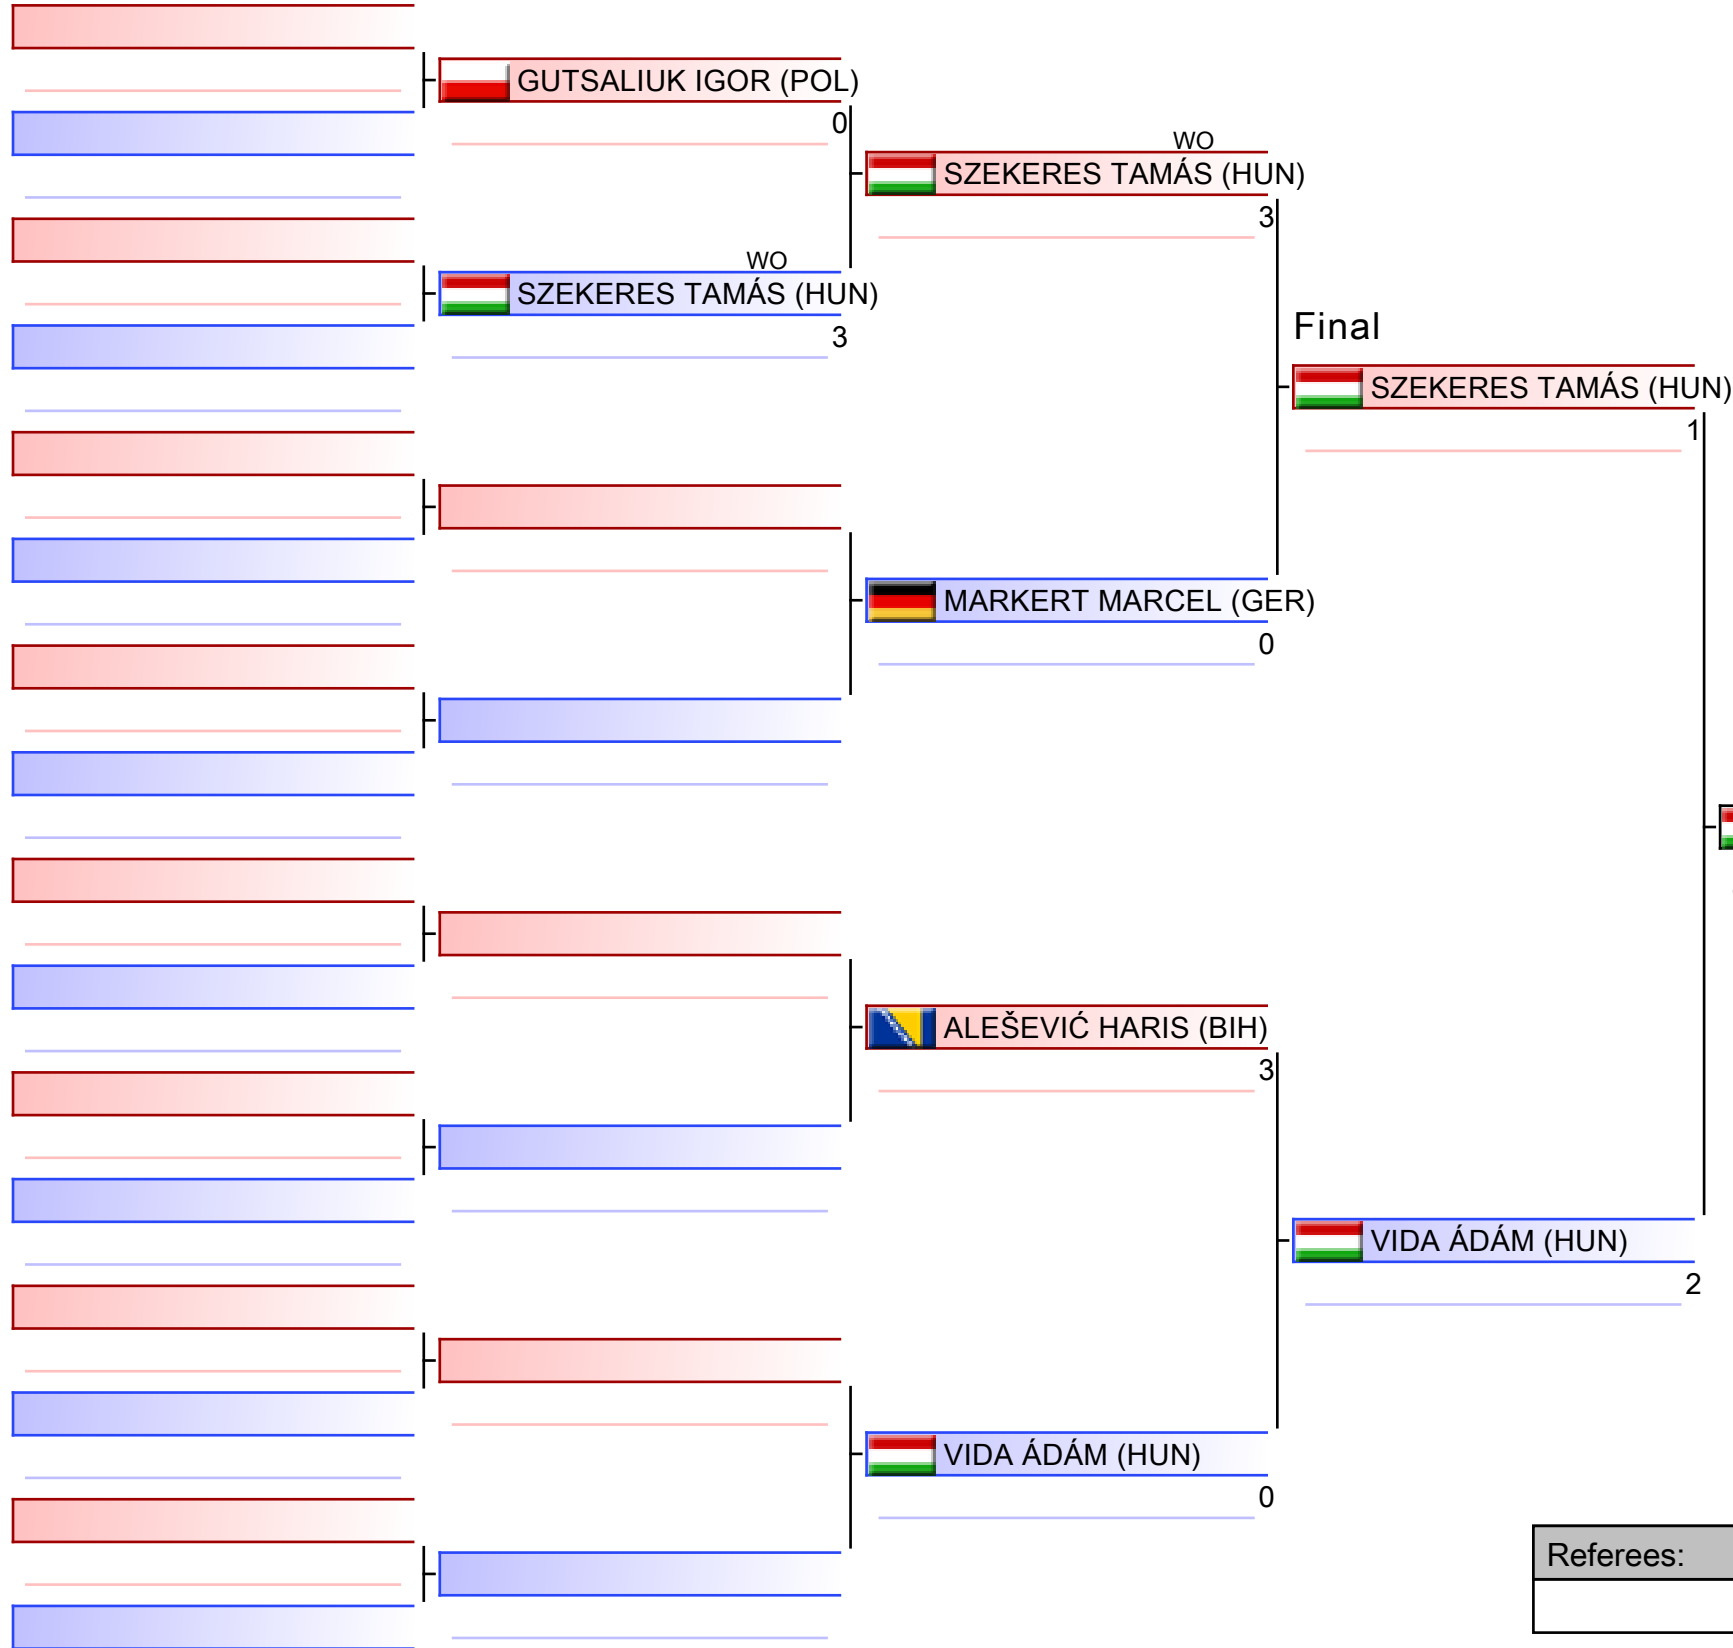 GUTSALIUK IGOR (POL)
0
WO
SZEKERES TAMÁS (HUN)
3
WO
SZEKERES TAMÁS (HUN)
3
MARKERT MARCEL (GER)
0
ALEŠEVIĆ HARIS (BIH)
3
VIDA ÁDÁM (HUN)
0
Final
SZEKERES TAMÁS (HUN)
1
VIDA ÁDÁM (HUN)
2
Referees: